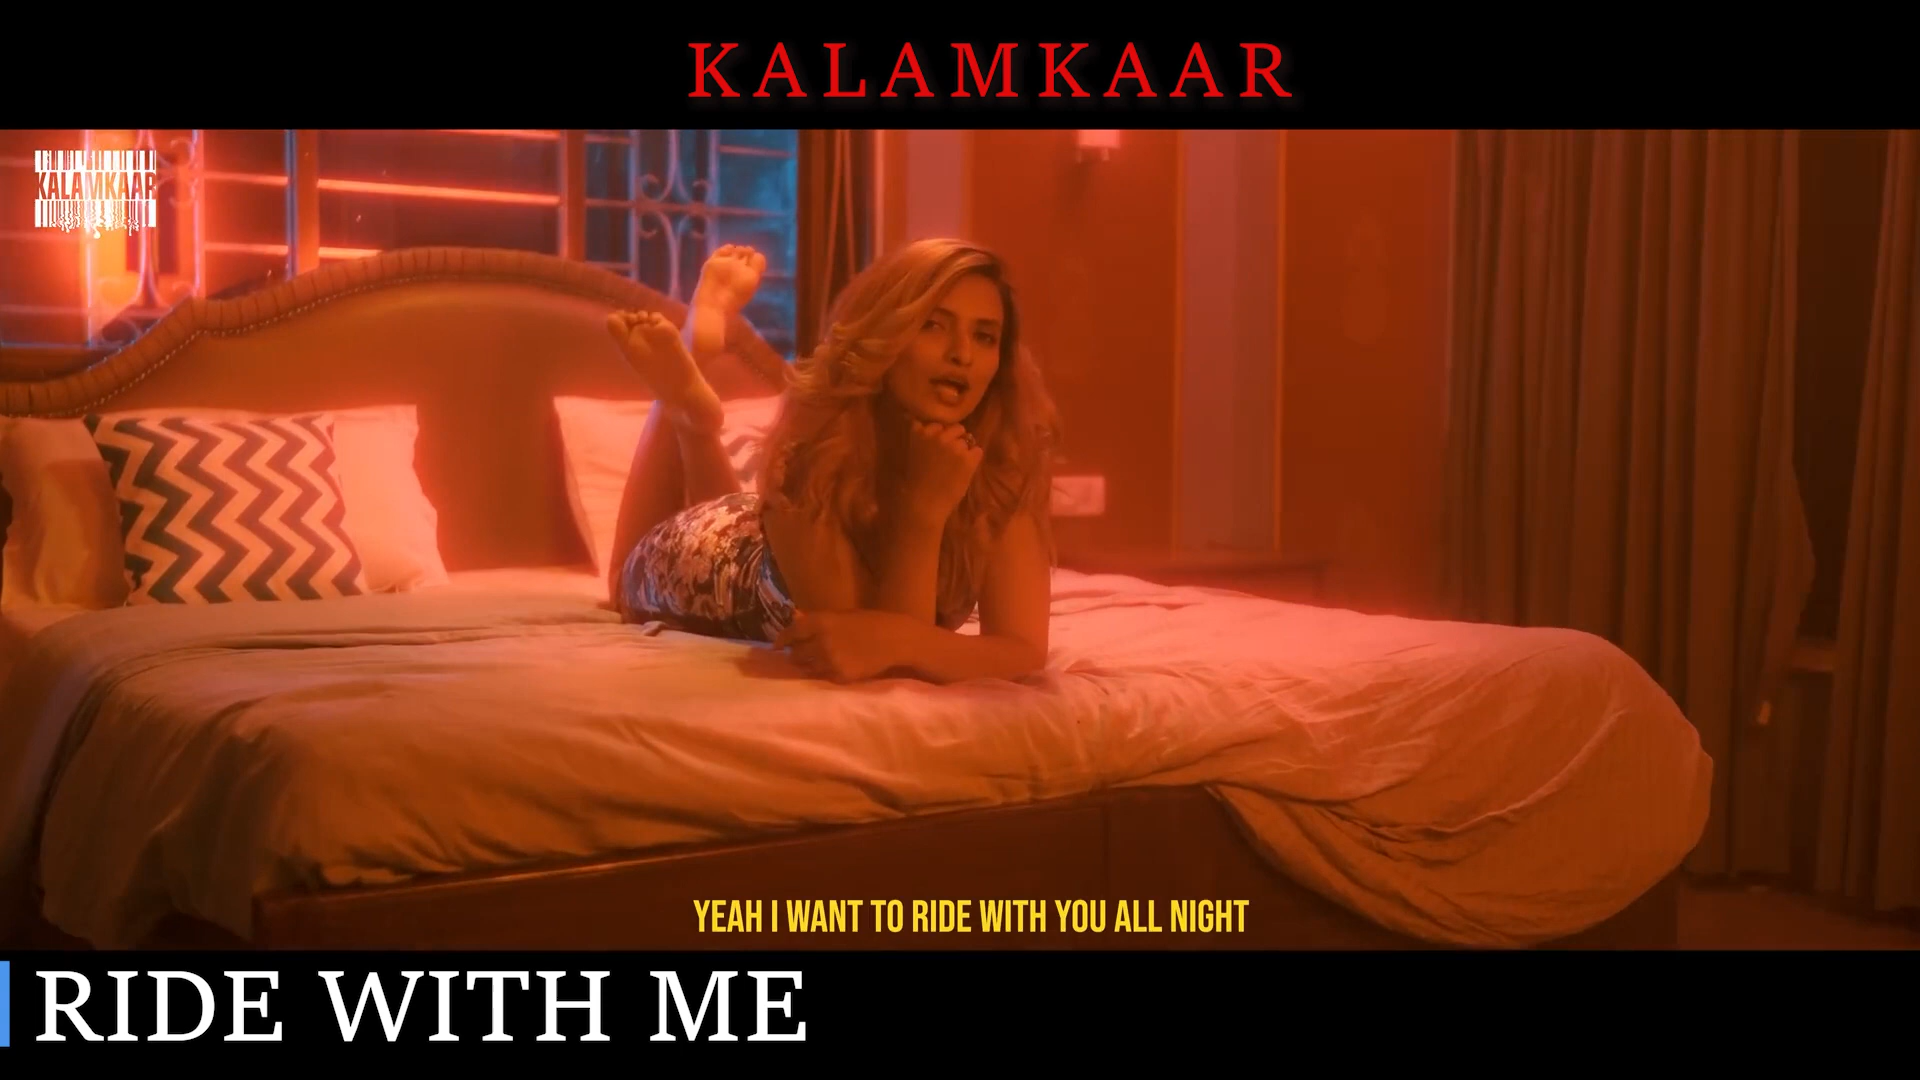 KALAMKAAR
KALAMKAAR
YEAH I WANT TO RIDE WITH YOU ALL NIGHT
RIDE WITH ME